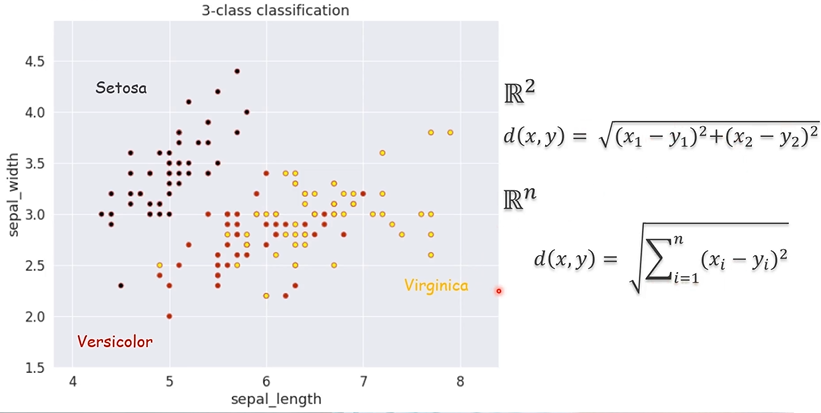 3-class classification
4.5
4.0
3.5
3.0
2.5
2.0
1.5
sepal_width
4 5 6 7 8
sepal_length
Setosa
Virginica
Versicolor
ℝ²
d(x,y) = √(x₁ − y₁)²+(x₂ − y₂)²
ℝⁿ
d(x,y) = √∑ⁿᵢ₌₁(xᵢ − yᵢ)²